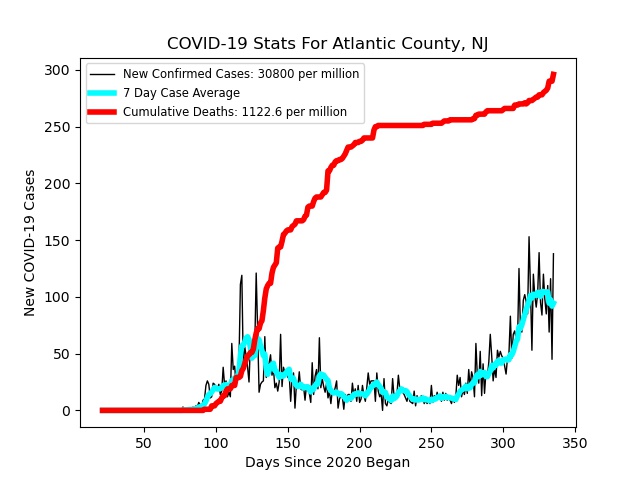 COVID-19 Stats For Atlantic County, NJ
New Confirmed Cases: 30800 per million
7 Day Case Average
Cumulative Deaths: 1122.6 per million
New COVID-19 Cases
300
250
200
150
100
50
0
50 100 150 200 250 300 350
Days Since 2020 Began